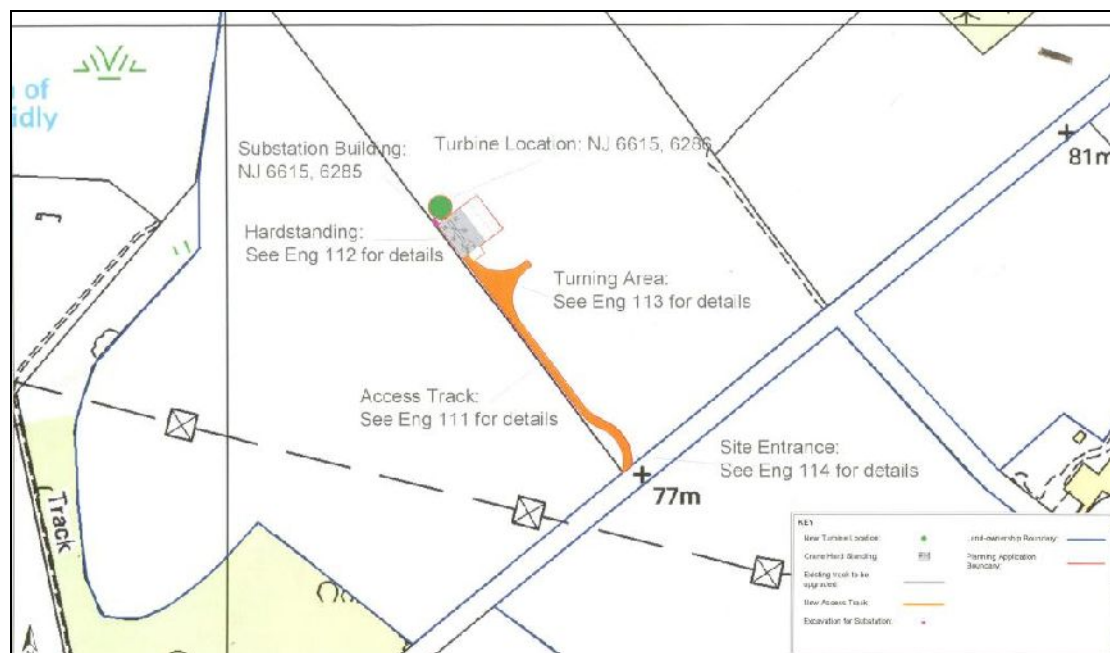 of
idly
Substation Building:
NJ 6615, 6285
Turbine Location: NJ 6615, 6286
81m
Hardstanding:
See Eng 112 for details
Turning Area:
See Eng 113 for details
Access Track:
See Eng 111 for details
Site Entrance:
See Eng 114 for details
77m
Track
KEY
New Turbine Location:
Crane Hard Standing
Existing track to be
upgraded:
New Access Track:
Excavation for Substation:
Land-ownership Boundary:
Planning Application
Boundary: